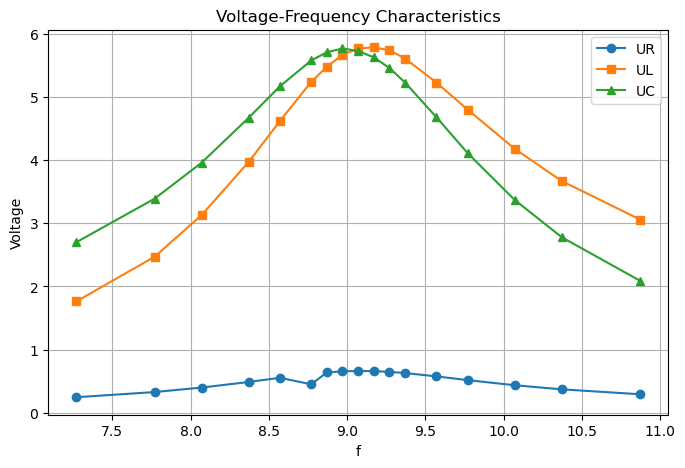 Voltage-Frequency Characteristics
6
5
4
3
2
1
0
Voltage
UR
UL
UC
7.5 8.0 8.5 9.0 9.5 10.0 10.5 11.0
f